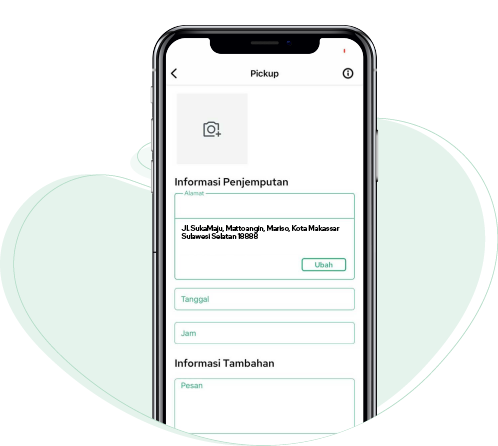 Pickup
Informasi Penjemputan
Alamat
Jl. SukaMaju, Mattoangin, Mariso, Kota Makassar
Sulawesi Selatan 18888
Ubah
Tanggal
Jam
Informasi Tambahan
Pesan